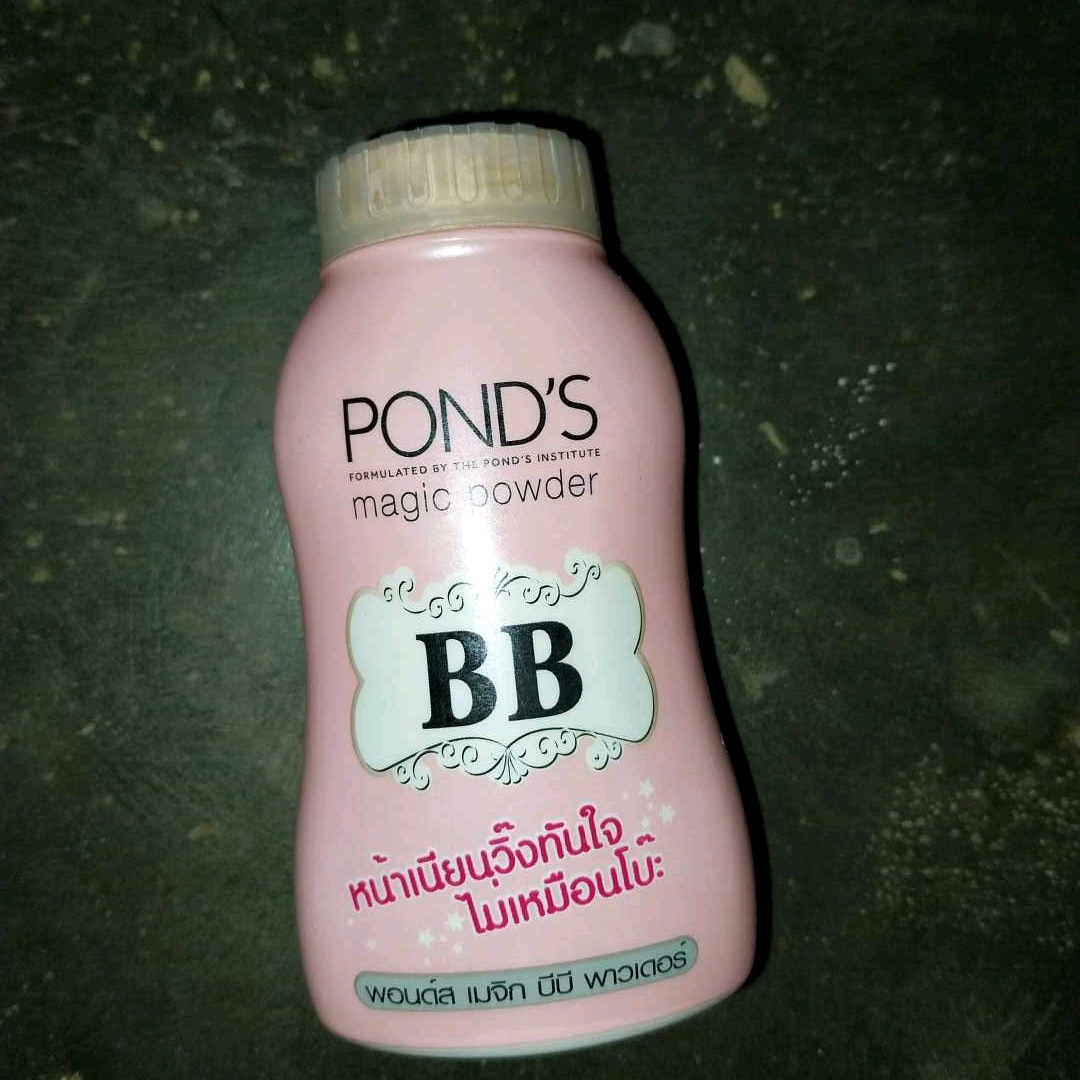 POND'S
FORMULATED BY THE POND'S INSTITUTE
magic powder
BB
หน้าเนียนวิ๊งทันใจ
ไม่เหมือนโบ๊ะ
พอนด์ส เมจิก บีบี พาวเดอร์